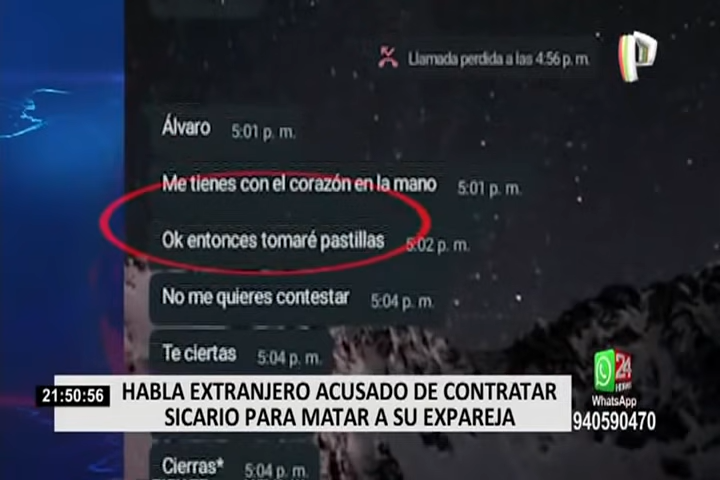 Llamada perdida a las 4:56 p. m.
Álvaro 5:01 p. m.
Me tienes con el corazón en la mano 5:01 p. m.
Ok entonces tomaré pastillas 5:02 p. m.
No me quieres contestar 5:04 p. m.
Te ciertas 5:04 p. m.
21:50:56
HABLA EXTRANJERO ACUSADO DE CONTRATAR
SICARIO PARA MATAR A SU EXPAREJA
24
HORAS
WhatsApp
940590470
Cierras* 5:04 p. m.